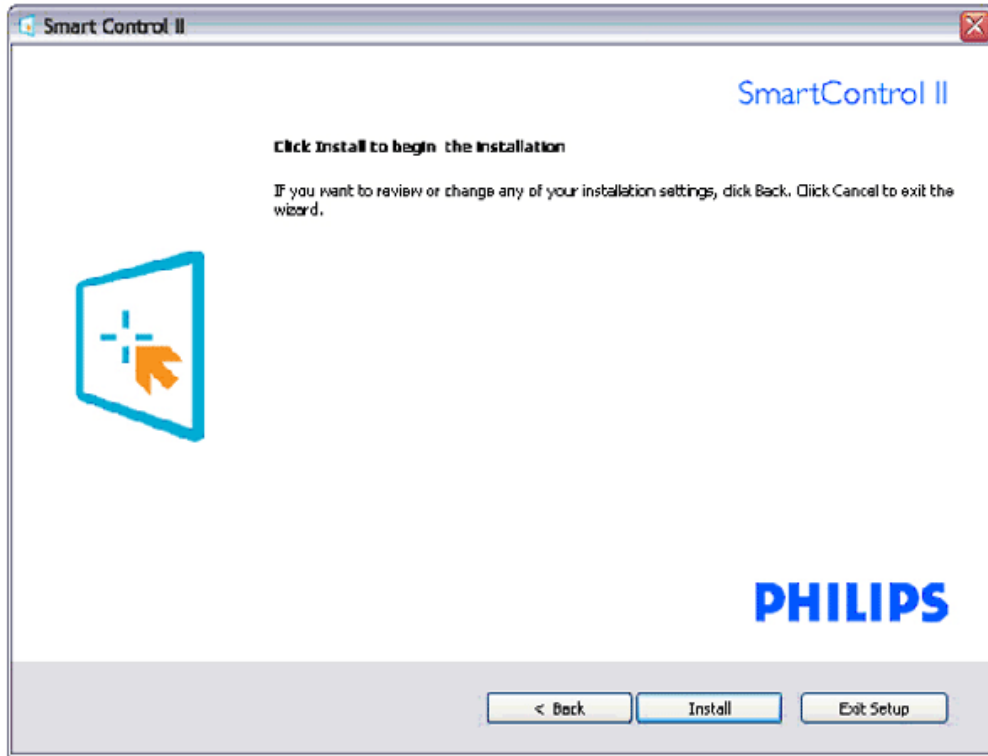 Smart Control II
SmartControl II
Click Install to begin the installation
If you want to review or change any of your installation settings, click Back. Click Cancel to exit the
wizard.
PHILIPS
< Back
Install
Exit Setup